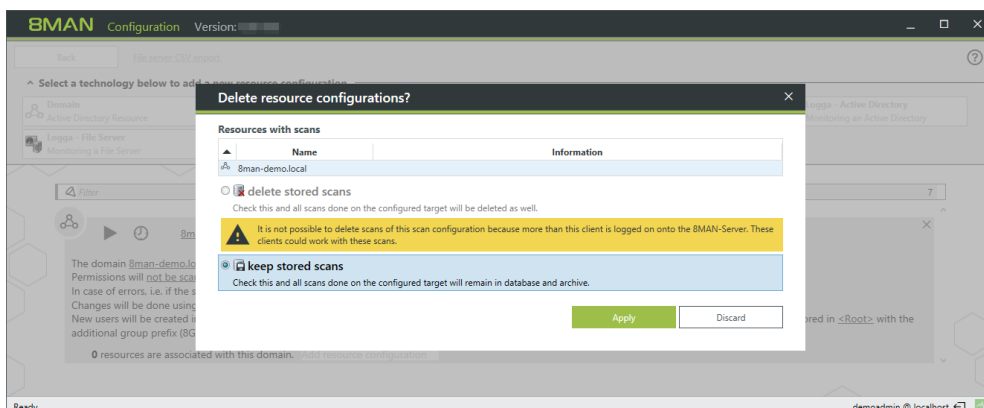 8MAN Configuration Version:
Back File server CSV import
Select a technology below to add a new resource configuration
Domain
Active Directory Resource
Logga - Active Directory
Monitoring an Active Directory
Logga - File Server
Monitoring a File Server
Delete resource configurations?
Resources with scans
Name Information
8man-demo.local
delete stored scans
Check this and all scans done on the configured target will be deleted as well.
It is not possible to delete scans of this scan configuration because more than this client is logged on onto the 8MAN-Server. These
clients could work with these scans.
keep stored scans
Check this and all scans done on the configured target will remain in database and archive.
Apply Discard
Filter 7
8m
The domain 8man-demo.lo
Permissions will not be sca
In case of errors, i.e. if the s
Changes will be done using
New users will be created i ored in <Root> with the
additional group prefix (8G
0 resources are associated with this domain. Add resource configuration
Ready demoadmin @ localhost